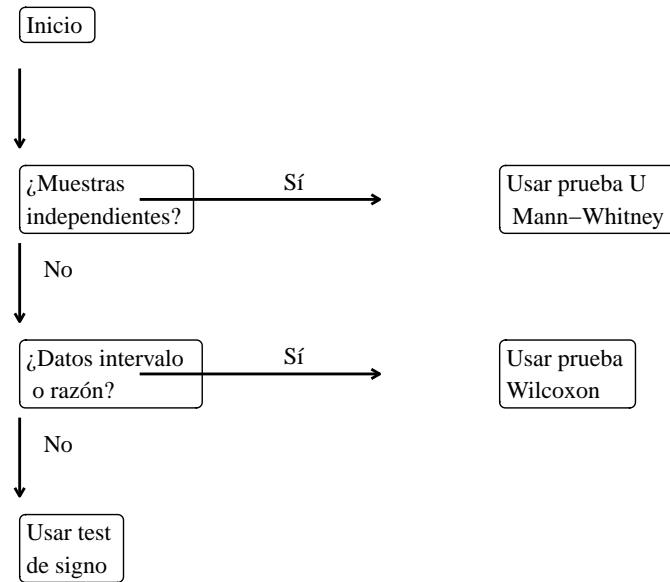 Inicio
¿Muestras
independientes?
Sí
Usar prueba U
Mann−Whitney
No
¿Datos intervalo
o razón?
Sí
Usar prueba
Wilcoxon
No
Usar test
de signo